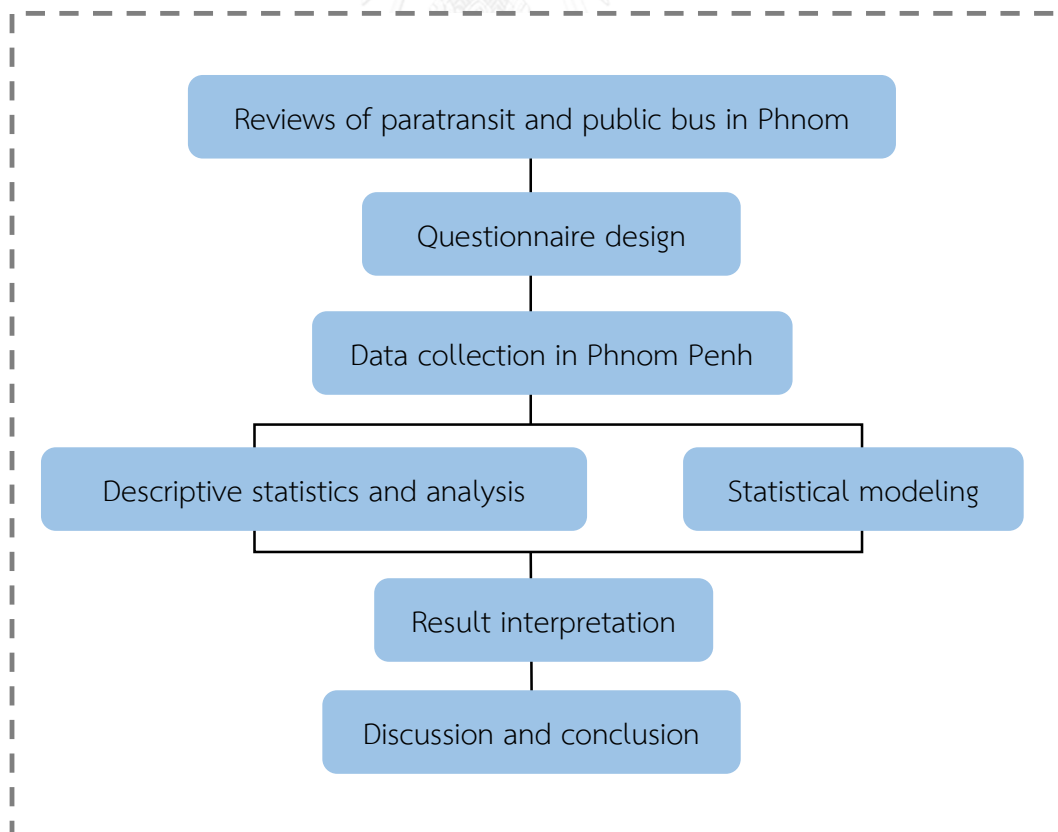 Reviews of paratransit and public bus in Phnom
Questionnaire design
Data collection in Phnom Penh
Descriptive statistics and analysis
Statistical modeling
Result interpretation
Discussion and conclusion